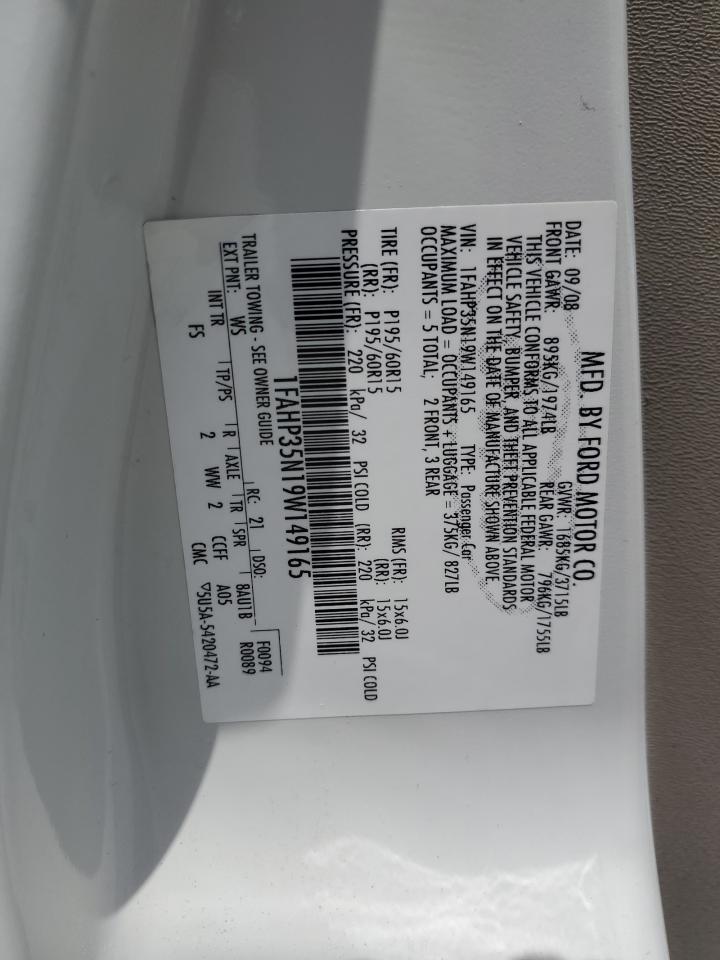 MFD. BY FORD MOTOR CO.
DATE: 09/08 GVWR: 1685KG/3715LB
FRONT GAWR: 895KG/1974LB REAR GAWR: 796KG/1755LB
THIS VEHICLE CONFORMS TO ALL APPLICABLE FEDERAL MOTOR
VEHICLE SAFETY, BUMPER, AND THEFT PREVENTION STANDARDS
IN EFFECT ON THE DATE OF MANUFACTURE SHOWN ABOVE.
VIN: 1FAHP35N19W149165 TYPE: Passenger Car
MAXIMUM LOAD = OCCUPANTS + LUGGAGE = 375KG/ 827LB
OCCUPANTS = 5 TOTAL; 2 FRONT, 3 REAR
TIRE (FR): P195/60R15 RIMS (FR): 15x6.0J
(RR): P195/60R15 (RR): 15x6.0J
PRESSURE (FR): 220 kPa/ 32 PSI COLD (RR): 220 kPa/ 32 PSI COLD
1FAHP35N19W149165
TRAILER TOWING - SEE OWNER GUIDE
F0094
EXT PNT: WS RC: 21 DSO: R0089
INT TR TP/PS R AXLE TR SPR 8AU1B
FS 2 WW 2 CCFF A05
CMC 5U5A-5420472-AA